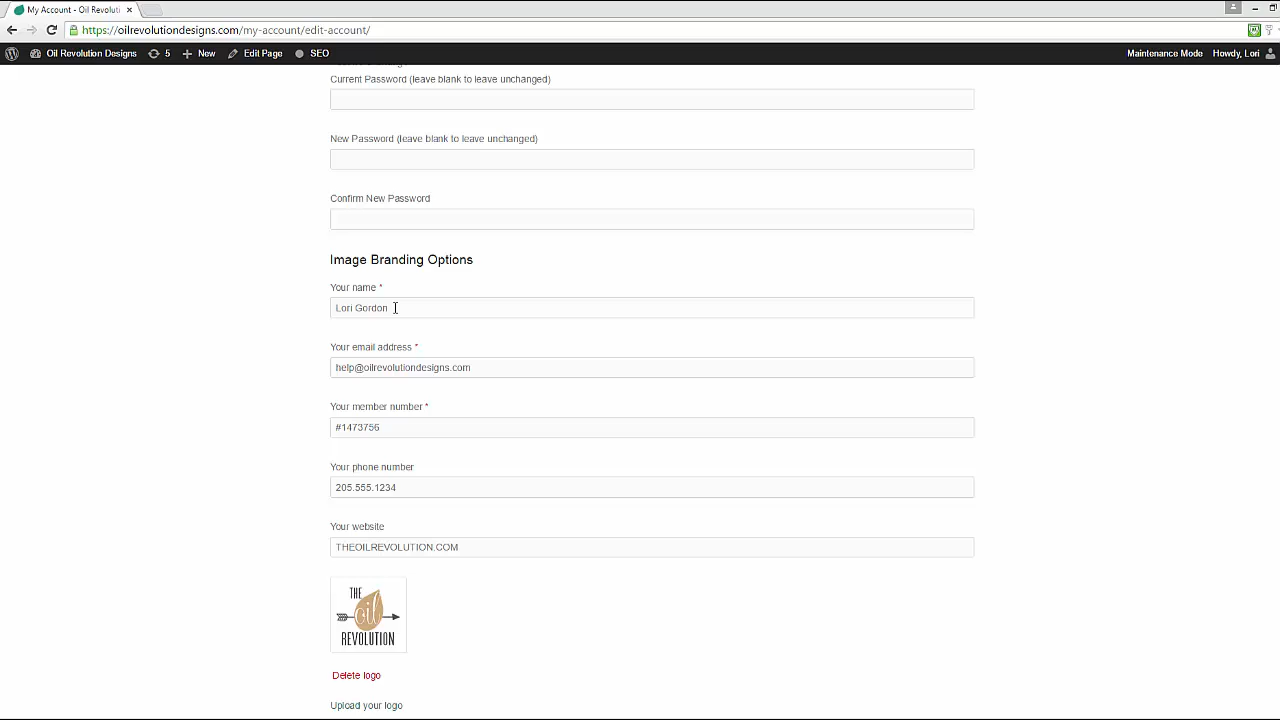 My Account - Oil Revoluti
https://oilrevolutiondesigns.com/my-account/edit-account/
Oil Revolution Designs 5 New Edit Page SEO Maintenance Mode Howdy, Lori
Current Password (leave blank to leave unchanged)
New Password (leave blank to leave unchanged)
Confirm New Password
Image Branding Options
Your name *
Lori Gordon
Your email address *
help@oilrevolutiondesigns.com
Your member number *
#1473756
Your phone number
205.555.1234
Your website
THEOILREVOLUTION.COM
THE
oil
REVOLUTION
Delete logo
Upload your logo